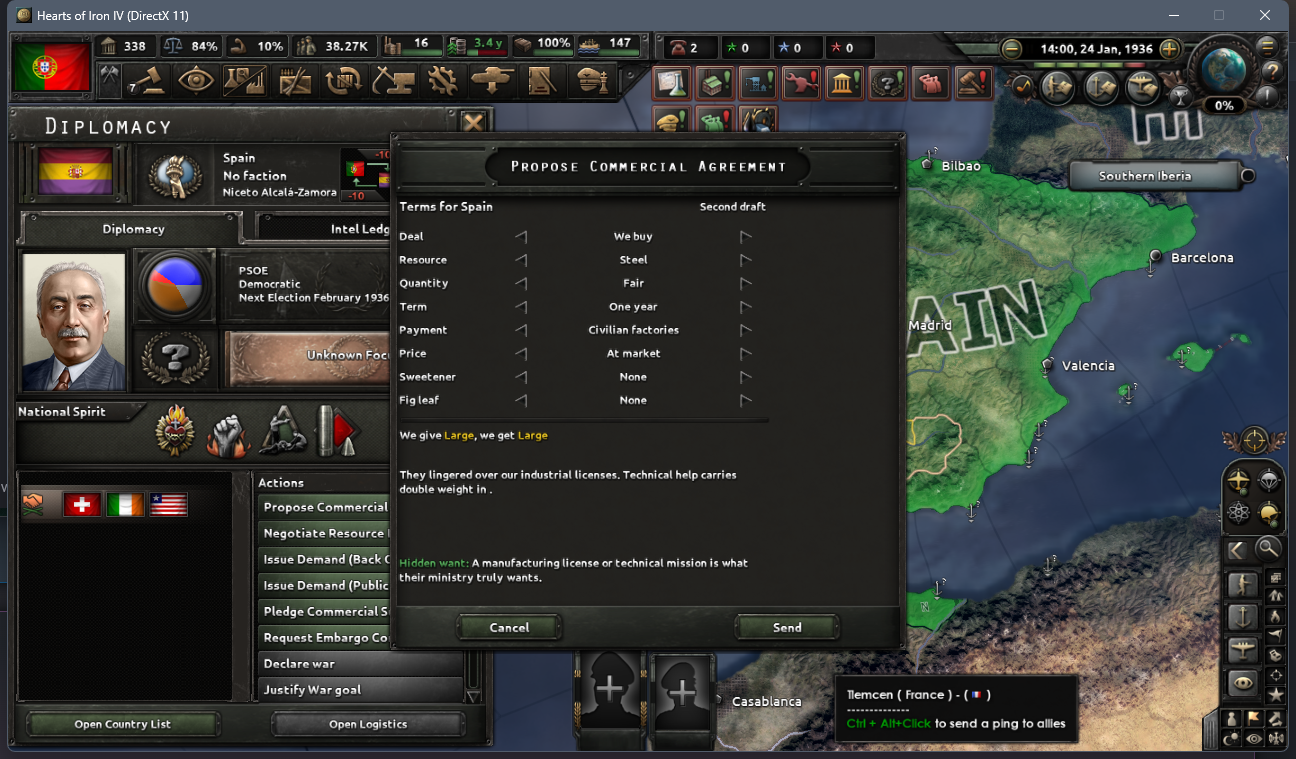 Hearts of Iron IV (DirectX 11)
338
84%
10%
38.27K
16
3.4 y
100%
147
2
0
0
0
14:00, 24 Jan, 1936
7
0%
DIPLOMACY
Spain
No faction
Niceto Alcalá-Zamora
-10
-10
Diplomacy
Intel Ledg
PSOE
Democratic
Next Election February 1936
Unknown Foc
National Spirit
Actions
Propose Commercial
Negotiate Resource
Issue Demand (Back C
Issue Demand (Public
Pledge Commercial S
Request Embargo Co
Declare war
Justify War goal
Open Country List
Open Logistics
PROPOSE COMMERCIAL AGREEMENT
Terms for Spain
Second draft
Deal
We buy
Resource
Steel
Quantity
Fair
Term
One year
Payment
Civilian factories
Price
At market
Sweetener
None
Fig leaf
None
We give Large, we get Large
They lingered over our industrial licenses. Technical help carries
double weight in .
Hidden want: A manufacturing license or technical mission is what
their ministry truly wants.
Cancel
Send
Bilbao
Southern Iberia
Barcelona
AIN
Madrid
Valencia
Casablanca
Tlemcen ( France ) - ( )
--------------
Ctrl + Alt+Click to send a ping to allies